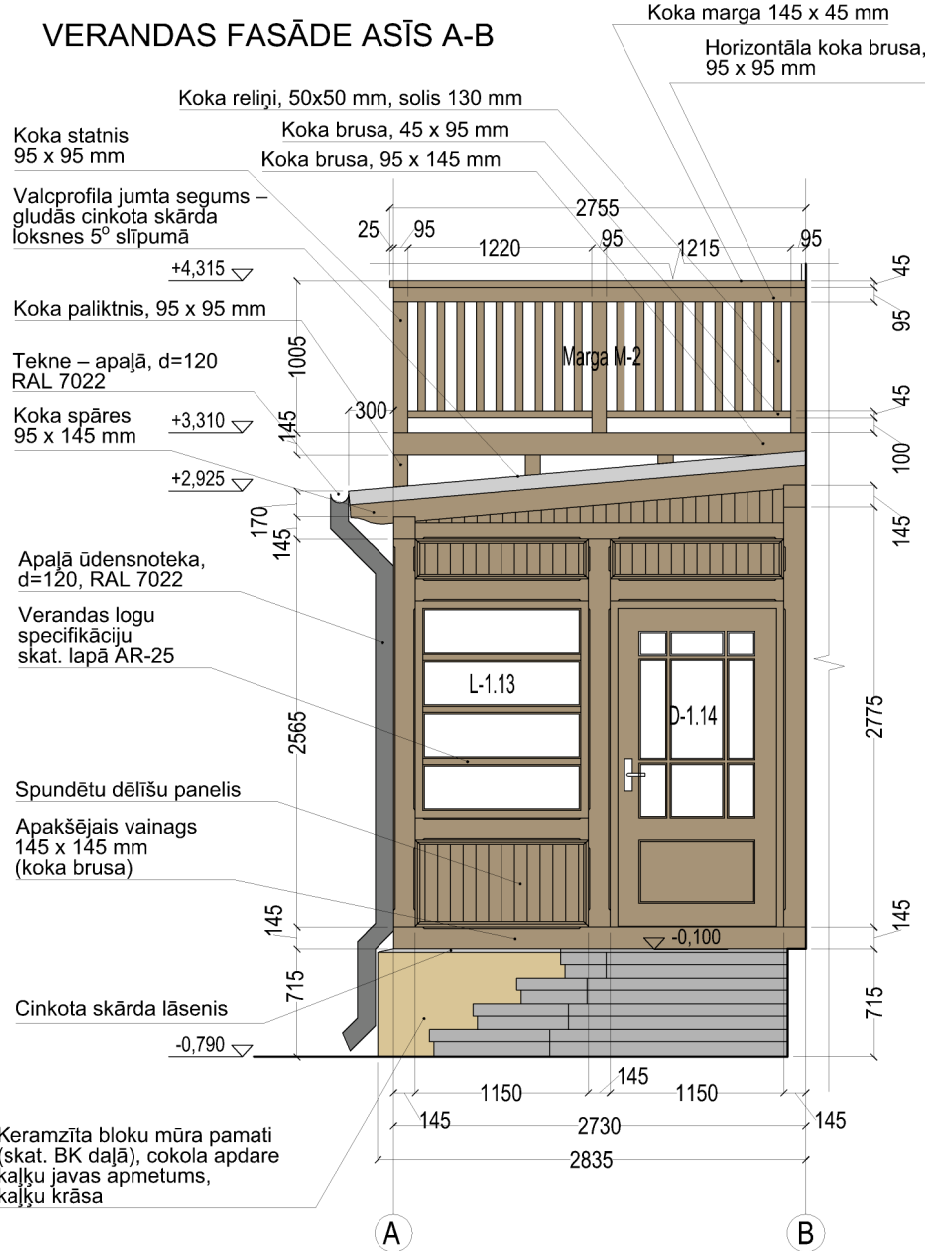 VERANDAS FASĀDE ASĪS A-B
Koka marga 145 x 45 mm
Horizontāla koka brusa,
95 x 95 mm
Koka reliņi, 50x50 mm, solis 130 mm
Koka brusa, 45 x 95 mm
Koka brusa, 95 x 145 mm
Koka statnis
95 x 95 mm
Valcprofila jumta segums –
gludās cinkota skārda
loksnes 5º slīpumā
+4,315
Koka paliktnis, 95 x 95 mm
Tekne – apaļā, d=120
RAL 7022
Koka spāres
95 x 145 mm
+3,310
+2,925
Apaļā ūdensnoteka,
d=120, RAL 7022
Verandas logu
specifikāciju
skat. lapā AR-25
Spundētu dēlīšu panelis
Apakšējais vainags
145 x 145 mm
(koka brusa)
Cinkota skārda lāsenis
-0,790
Keramzīta bloku mūra pamati
(skat. BK daļā), cokola apdare
kaļķu javas apmetums,
kaļķu krāsa
2755
25
95
1220
95
1215
95
1005
145
300
170
145
2565
145
715
45
95
45
100
145
2775
145
715
Marga M-2
L-1.13
D-1.14
-0,100
145
1150
145
1150
145
2730
2835
A
B